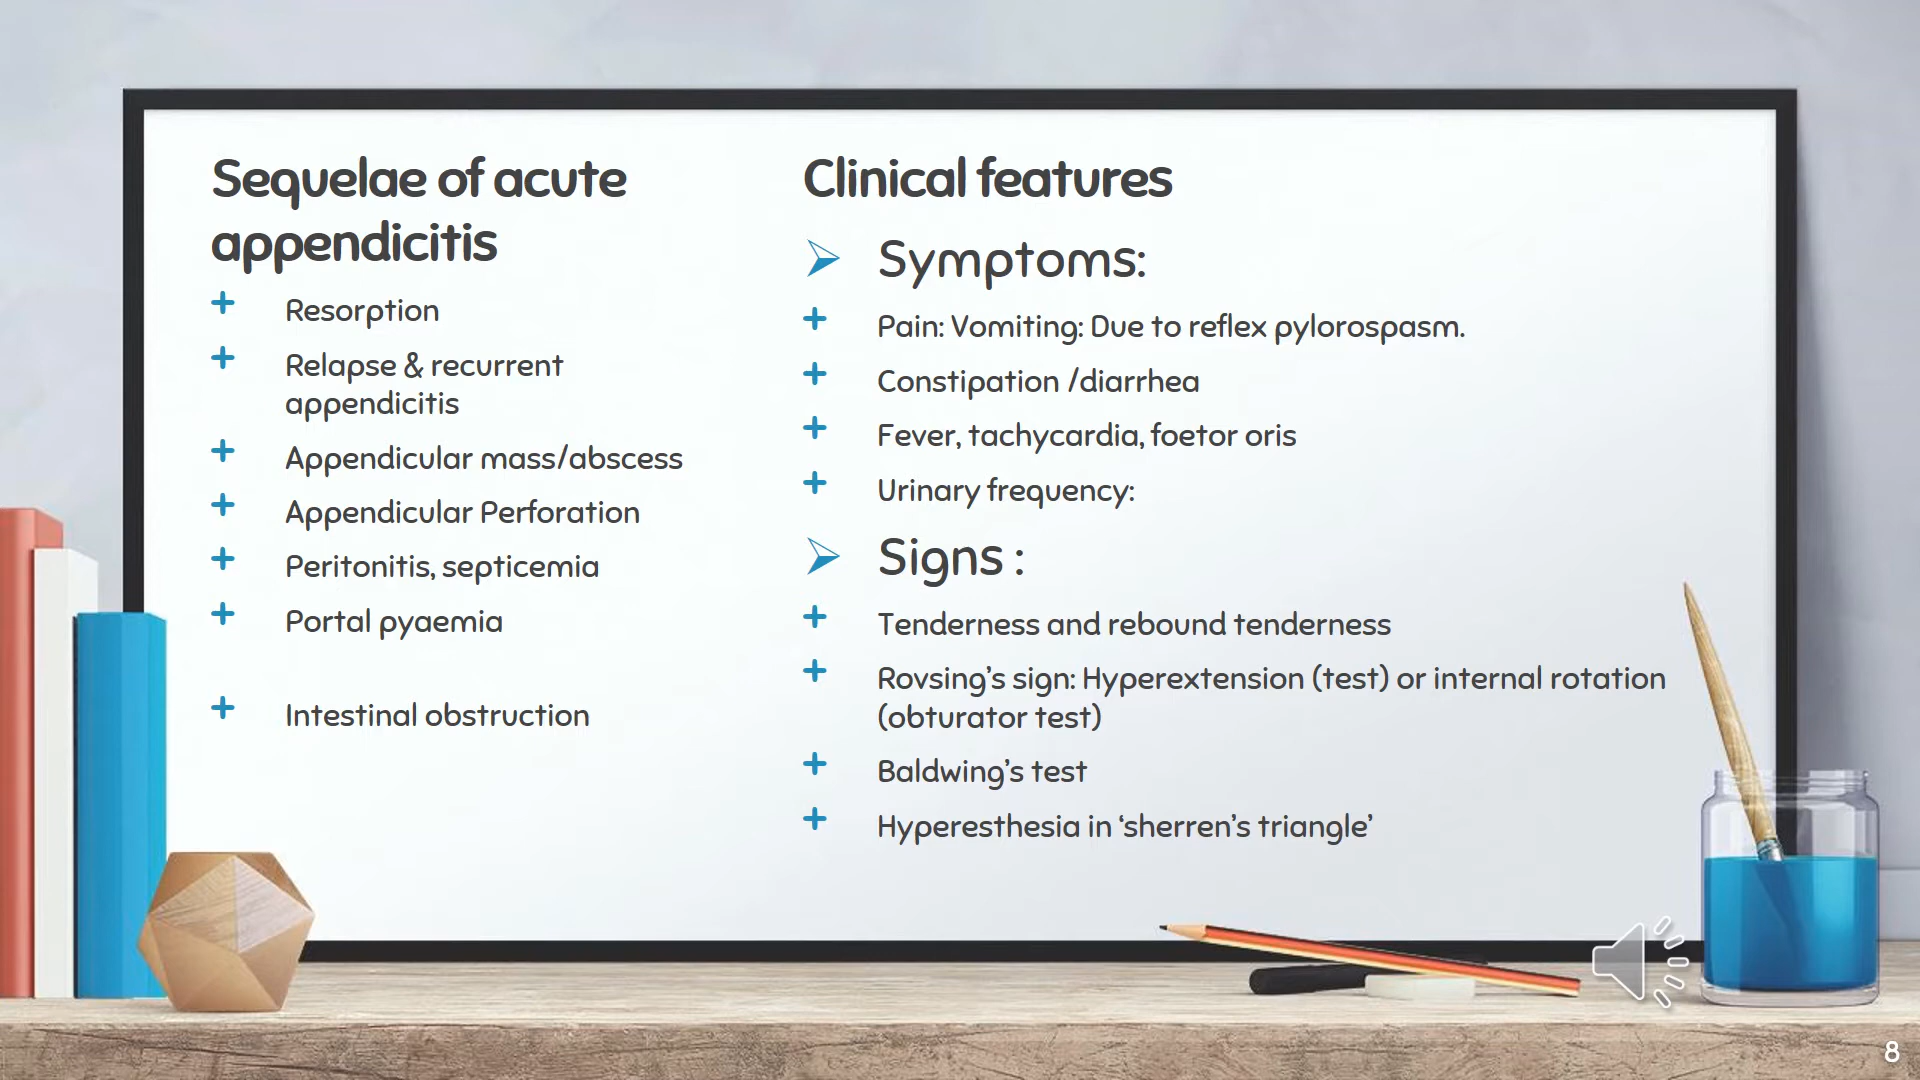 Sequelae of acute
appendicitis
Resorption
Relapse & recurrent
appendicitis
Appendicular mass/abscess
Appendicular Perforation
Peritonitis, septicemia
Portal pyaemia
Intestinal obstruction
Clinical features
Symptoms:
Pain: Vomiting: Due to reflex pylorospasm.
Constipation /diarrhea
Fever, tachycardia, foetor oris
Urinary frequency:
Signs :
Tenderness and rebound tenderness
Rovsing’s sign: Hyperextension (test) or internal rotation
(obturator test)
Baldwing’s test
Hyperesthesia in ‘sherren’s triangle’
8